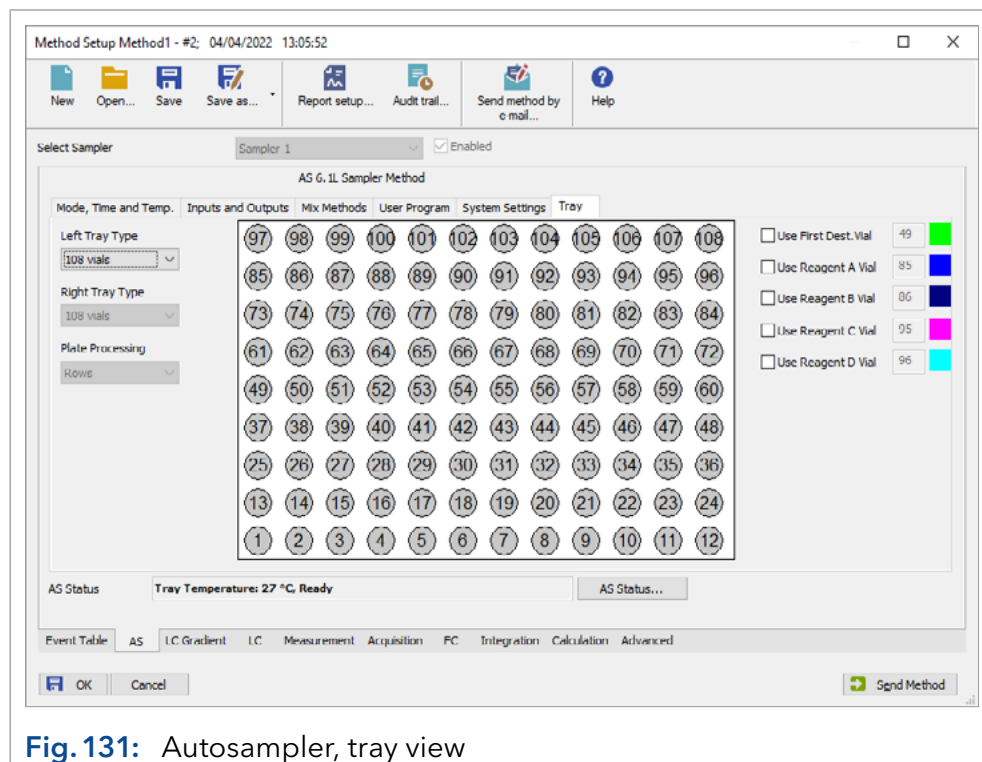 Method Setup Method1 - #2; 04/04/2022 13:05:52
New Open... Save Save as... Report setup... Audit trail... Send method by e-mail... Help
Select Sampler Sampler 1 Enabled
AS 6.1L Sampler Method
Mode, Time and Temp. Inputs and Outputs Mix Methods User Program System Settings Tray
Left Tray Type
108 vials
Right Tray Type
108 vials
Plate Processing
Rows
97 98 99 100 101 102 103 104 105 106 107 108
85 86 87 88 89 90 91 92 93 94 95 96
73 74 75 76 77 78 79 80 81 82 83 84
61 62 63 64 65 66 67 68 69 70 71 72
49 50 51 52 53 54 55 56 57 58 59 60
37 38 39 40 41 42 43 44 45 46 47 48
25 26 27 28 29 30 31 32 33 34 35 36
13 14 15 16 17 18 19 20 21 22 23 24
1 2 3 4 5 6 7 8 9 10 11 12
Use First Dest. Vial 49
Use Reagent A Vial 85
Use Reagent B Vial 86
Use Reagent C Vial 95
Use Reagent D Vial 96
AS Status Tray Temperature: 27 °C, Ready AS Status...
Event Table AS LC Gradient LC Measurement Acquisition FC Integration Calculation Advanced
OK Cancel Send Method
Fig. 131: Autosampler, tray view